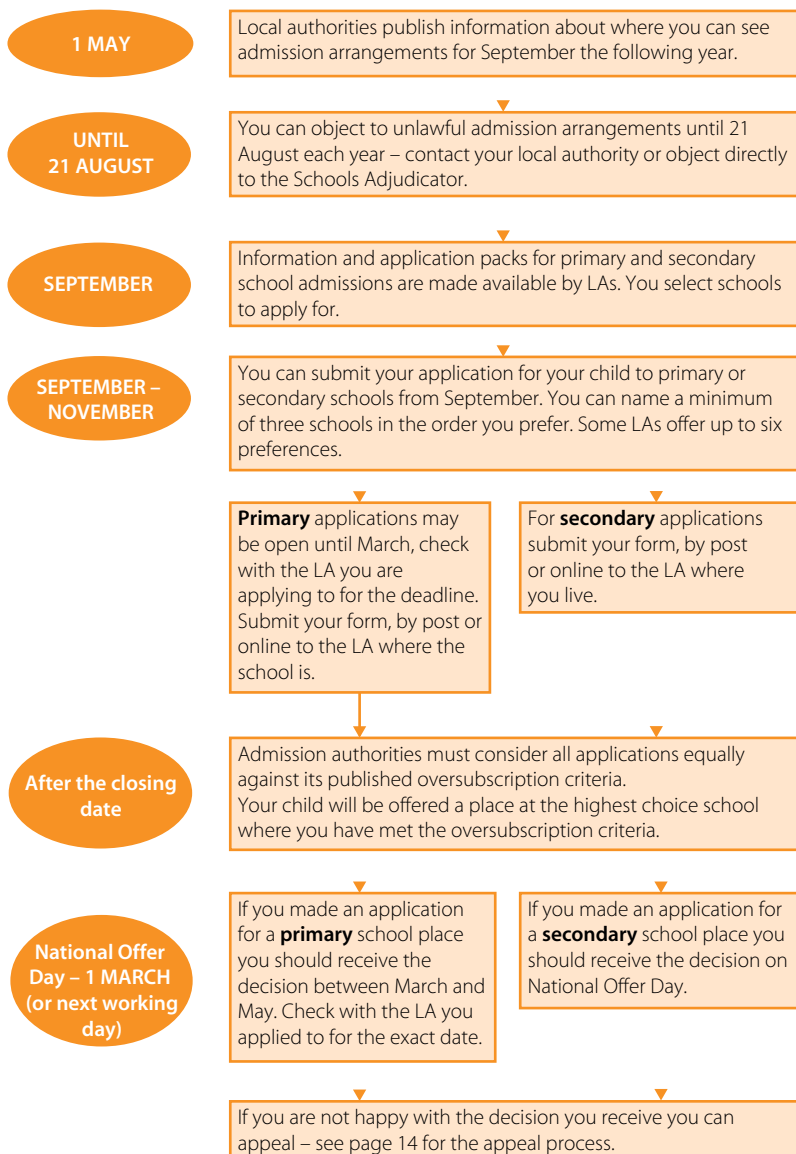 1 MAY
Local authorities publish information about where you can see
admission arrangements for September the following year.
UNTIL
21 AUGUST
You can object to unlawful admission arrangements until 21
August each year – contact your local authority or object directly
to the Schools Adjudicator.
SEPTEMBER
Information and application packs for primary and secondary
school admissions are made available by LAs. You select schools
to apply for.
SEPTEMBER –
NOVEMBER
You can submit your application for your child to primary or
secondary schools from September. You can name a minimum
of three schools in the order you prefer. Some LAs offer up to six
preferences.
Primary applications may
be open until March, check
with the LA you are
applying to for the deadline.
Submit your form, by post or
online to the LA where the
school is.
For secondary applications
submit your form, by post
or online to the LA where
you live.
After the closing
date
Admission authorities must consider all applications equally
against its published oversubscription criteria.
Your child will be offered a place at the highest choice school
where you have met the oversubscription criteria.
National Offer
Day – 1 MARCH
(or next working
day)
If you made an application
for a primary school place
you should receive the
decision between March and
May. Check with the LA you
applied to for the exact date.
If you made an application for
a secondary school place you
should receive the decision on
National Offer Day.
If you are not happy with the decision you receive you can
appeal – see page 14 for the appeal process.